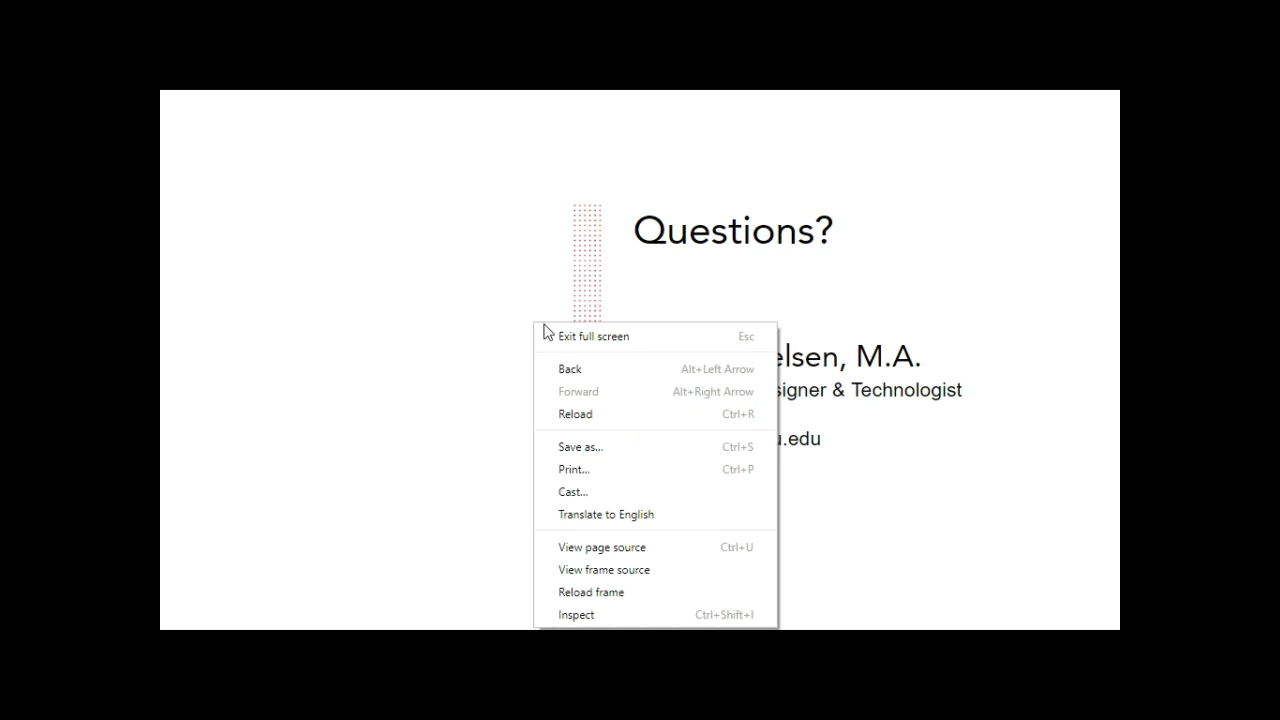 Questions?
Exit full screen Esc
elsen, M.A.
Back Alt+Left Arrow
signer & Technologist
Forward Alt+Right Arrow
Reload Ctrl+R
u.edu
Save as... Ctrl+S
Print... Ctrl+P
Cast...
Translate to English
View page source Ctrl+U
View frame source
Reload frame
Inspect Ctrl+Shift+I